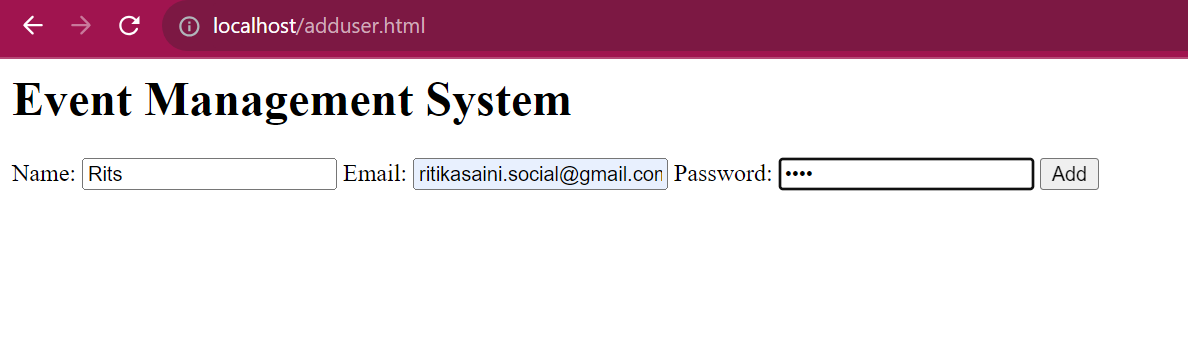 localhost/adduser.html
Event Management System
Name: Rits Email: ritikasaini.social@gmail.com Password: •••• Add